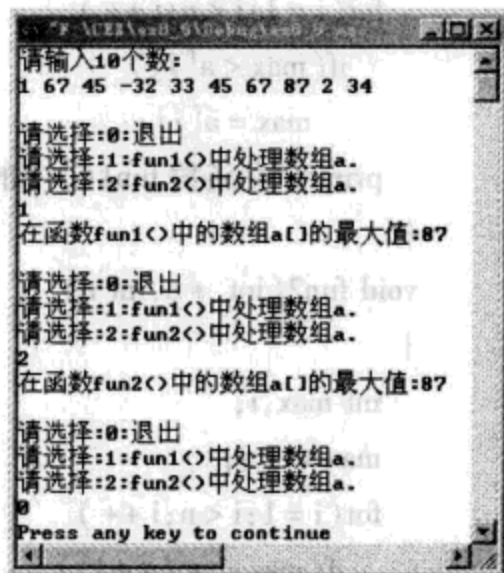 请输入10个数:
1 67 45 -32 33 45 67 87 2 34
请选择:0:退出
请选择:1:fun1()中处理数组a.
请选择:2:fun2()中处理数组a.
1
在函数fun1()中的数组a[]的最大值:87
请选择:0:退出
请选择:1:fun1()中处理数组a.
请选择:2:fun2()中处理数组a.
2
在函数fun2()中的数组a[]的最大值:87
请选择:0:退出
请选择:1:fun1()中处理数组a.
请选择:2:fun2()中处理数组a.
0
Press any key to continue